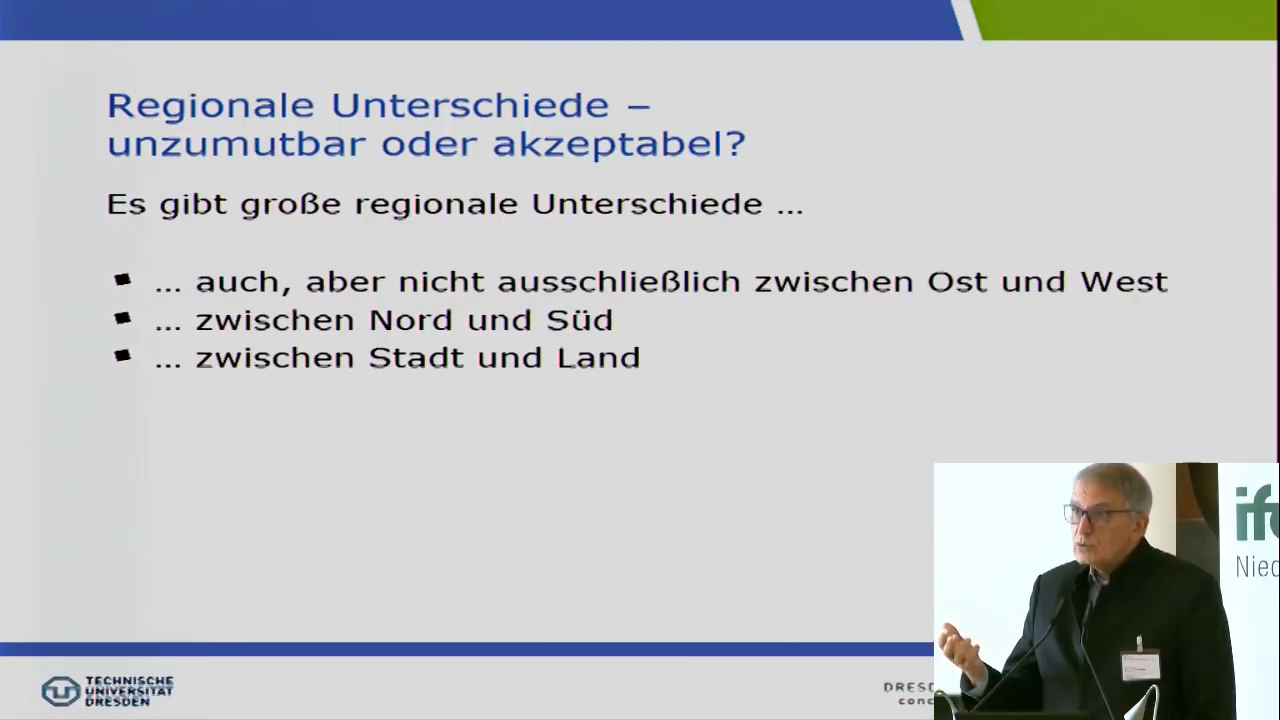 Regionale Unterschiede –
unzumutbar oder akzeptabel?
Es gibt große regionale Unterschiede ...
▪ ... auch, aber nicht ausschließlich zwischen Ost und West
▪ ... zwischen Nord und Süd
▪ ... zwischen Stadt und Land
TECHNISCHE
UNIVERSITÄT
DRESDEN